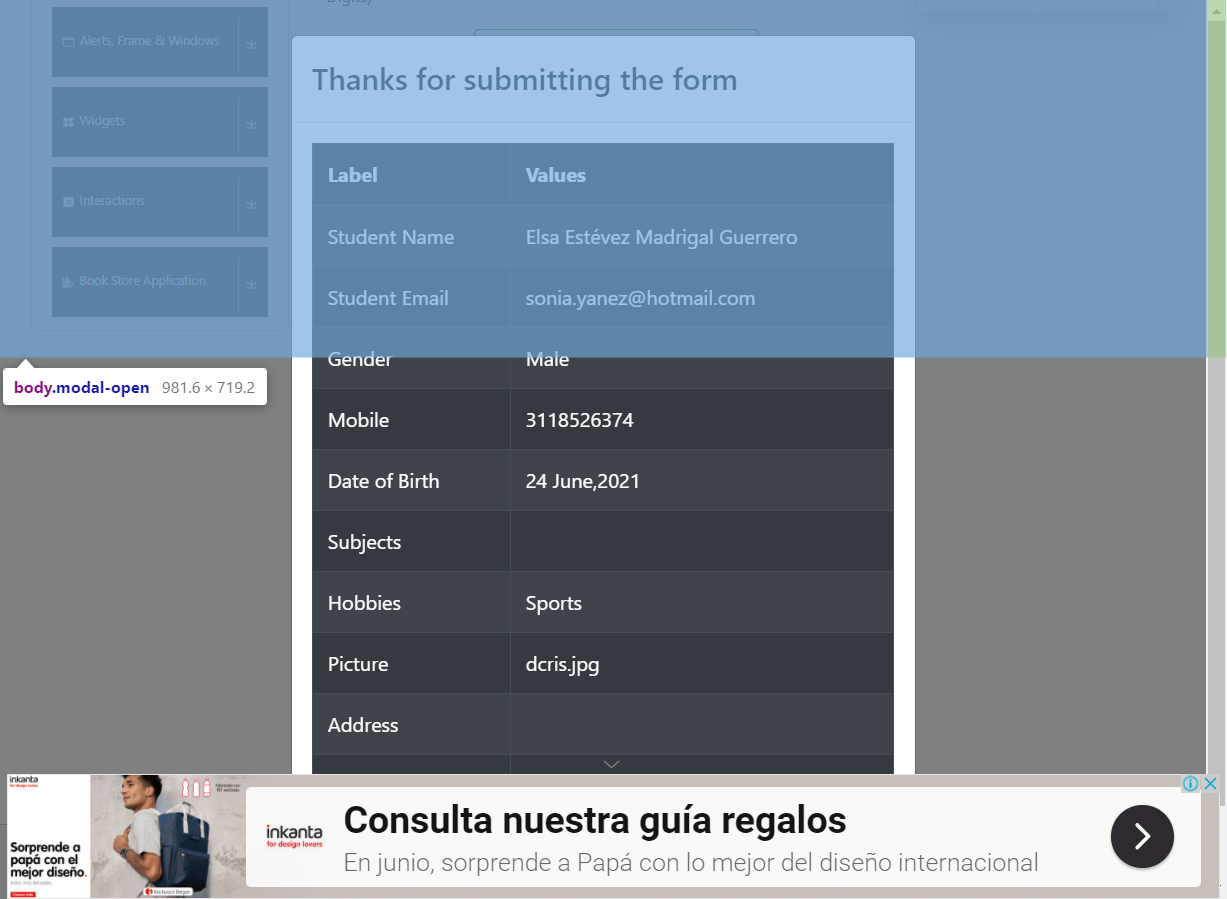 Alerts, Frame & Windows
Widgets
Interactions
Book Store Application
Thanks for submitting the form
Label Values
Student Name Elsa Estévez Madrigal Guerrero
Student Email sonia.yanez@hotmail.com
Gender Male
body.modal-open 981.6 × 719.2
Mobile 3118526374
Date of Birth 24 June,2021
Subjects
Hobbies Sports
Picture dcris.jpg
Address
inkanta
for design lovers
Sorprende a
papá con el
mejor diseño.
inkanta
for design lovers
Consulta nuestra guía regalos
En junio, sorprende a Papá con lo mejor del diseño internacional